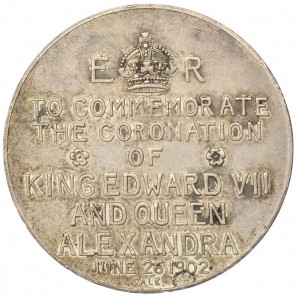 E R
TO COMMEMORATE
THE CORONATION
OF
KING EDWARD VII
AND QUEEN
ALEXANDRA
JUNE 26 1902